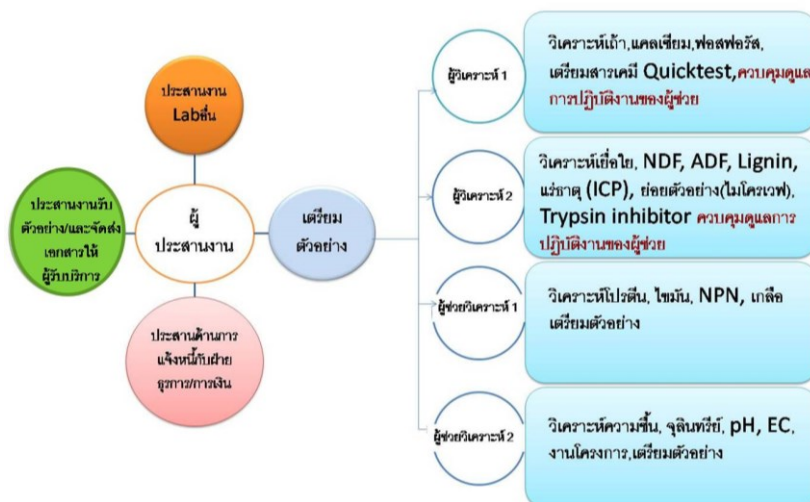 ประสานงาน
Labอื่น
ประสานงานรับ
ตัวอย่าง/และจัดส่ง
เอกสารให้
ผู้รับบริการ
ผู้
ประสานงาน
เตรียม
ตัวอย่าง
ประสานด้านการ
แจ้งหนี้กับฝ่าย
ธุรการ/การเงิน
ผู้วิเคราะห์ 1
วิเคราะห์เถ้า,แคลเซียม,ฟอสฟอรัส,
เตรียมสารเคมี Quicktest,ควบคุมดูแล
การปฏิบัติงานของผู้ช่วย
ผู้วิเคราะห์2
วิเคราะห์เยื่อใย, NDF, ADF, Lignin,
แร่ธาตุ (ICP), ย่อยตัวอย่าง(ไมโครเวฟ),
Trypsin inhibitor ควบคุมดูแลการ
ปฏิบัติงานของผู้ช่วย
ผู้ช่วยวิเคราะห์ 1
วิเคราะห์โปรตีน, ไขมัน, NPN, เกลือ
เตรียมตัวอย่าง
ผู้ช่วยวิเคราะห์ 2
วิเคราะห์ความชื้น, จุลินทรีย์, pH, EC,
งานโครงการ,เตรียมตัวอย่าง